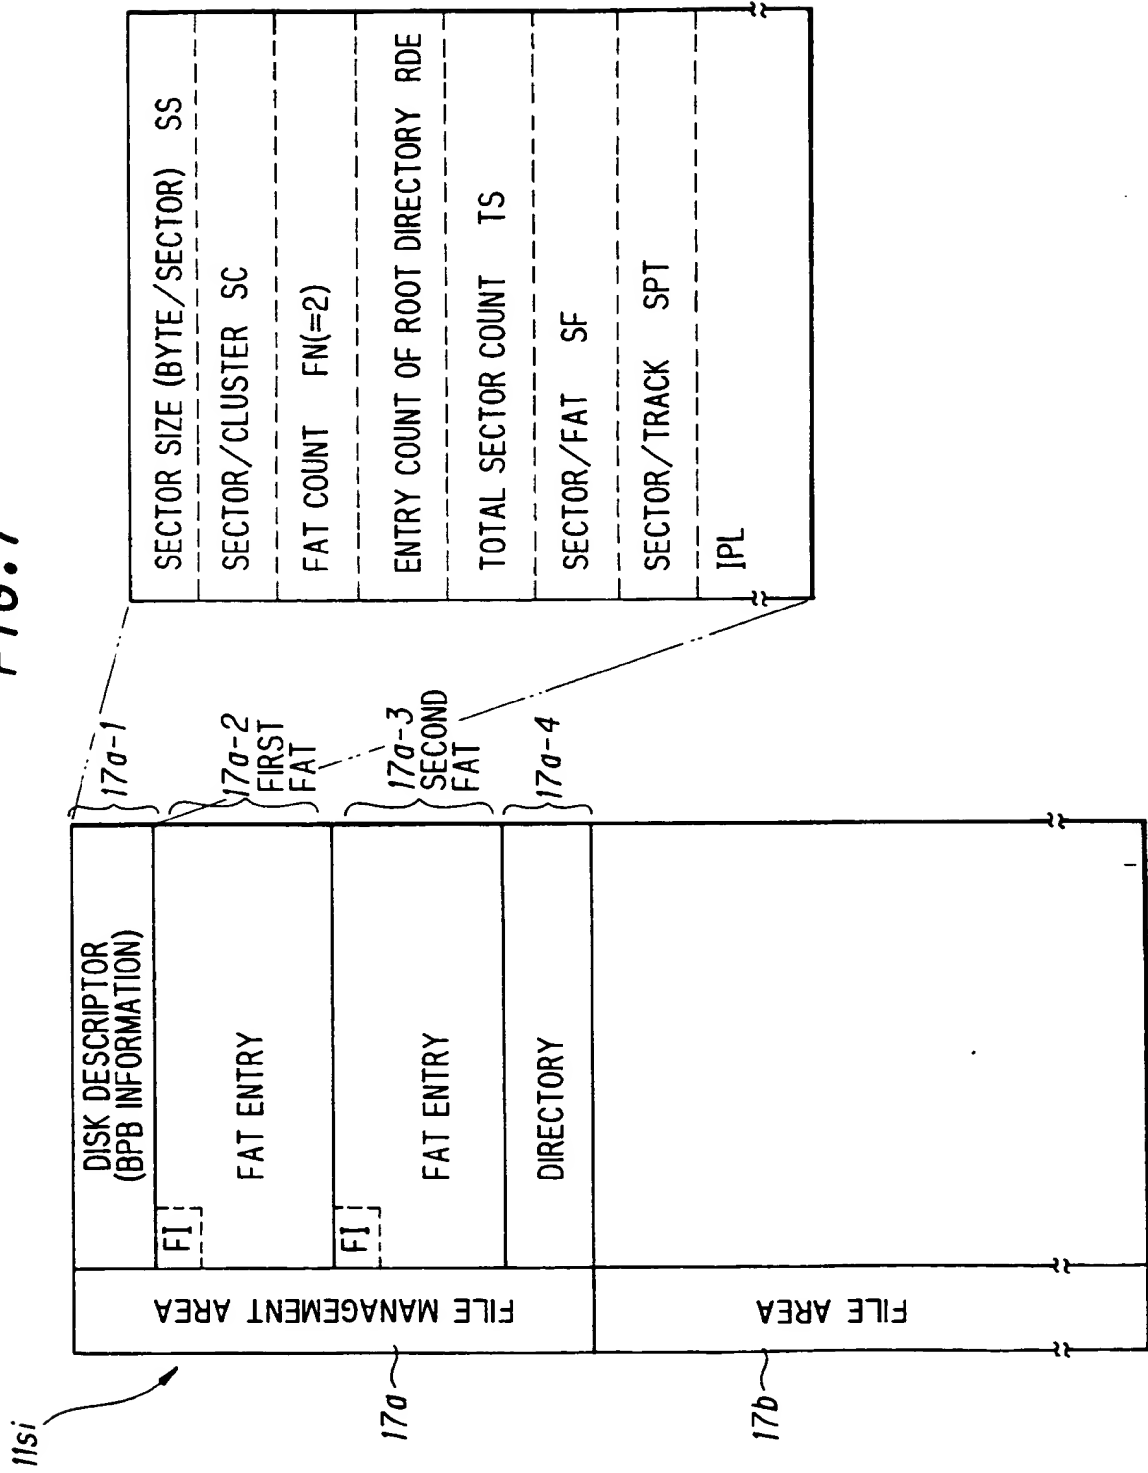 FIG. 7
11si
17a
17b
FILE MANAGEMENT AREA
FILE AREA
DISK DESCRIPTOR
(BPB INFORMATION)
FI
FAT ENTRY
FI
FAT ENTRY
DIRECTORY
17a-1
17a-2
FIRST
FAT
17a-3
SECOND
FAT
17a-4
SECTOR SIZE (BYTE/SECTOR) SS
SECTOR/CLUSTER SC
FAT COUNT FN(=2)
ENTRY COUNT OF ROOT DIRECTORY RDE
TOTAL SECTOR COUNT TS
SECTOR/FAT SF
SECTOR/TRACK SPT
IPL